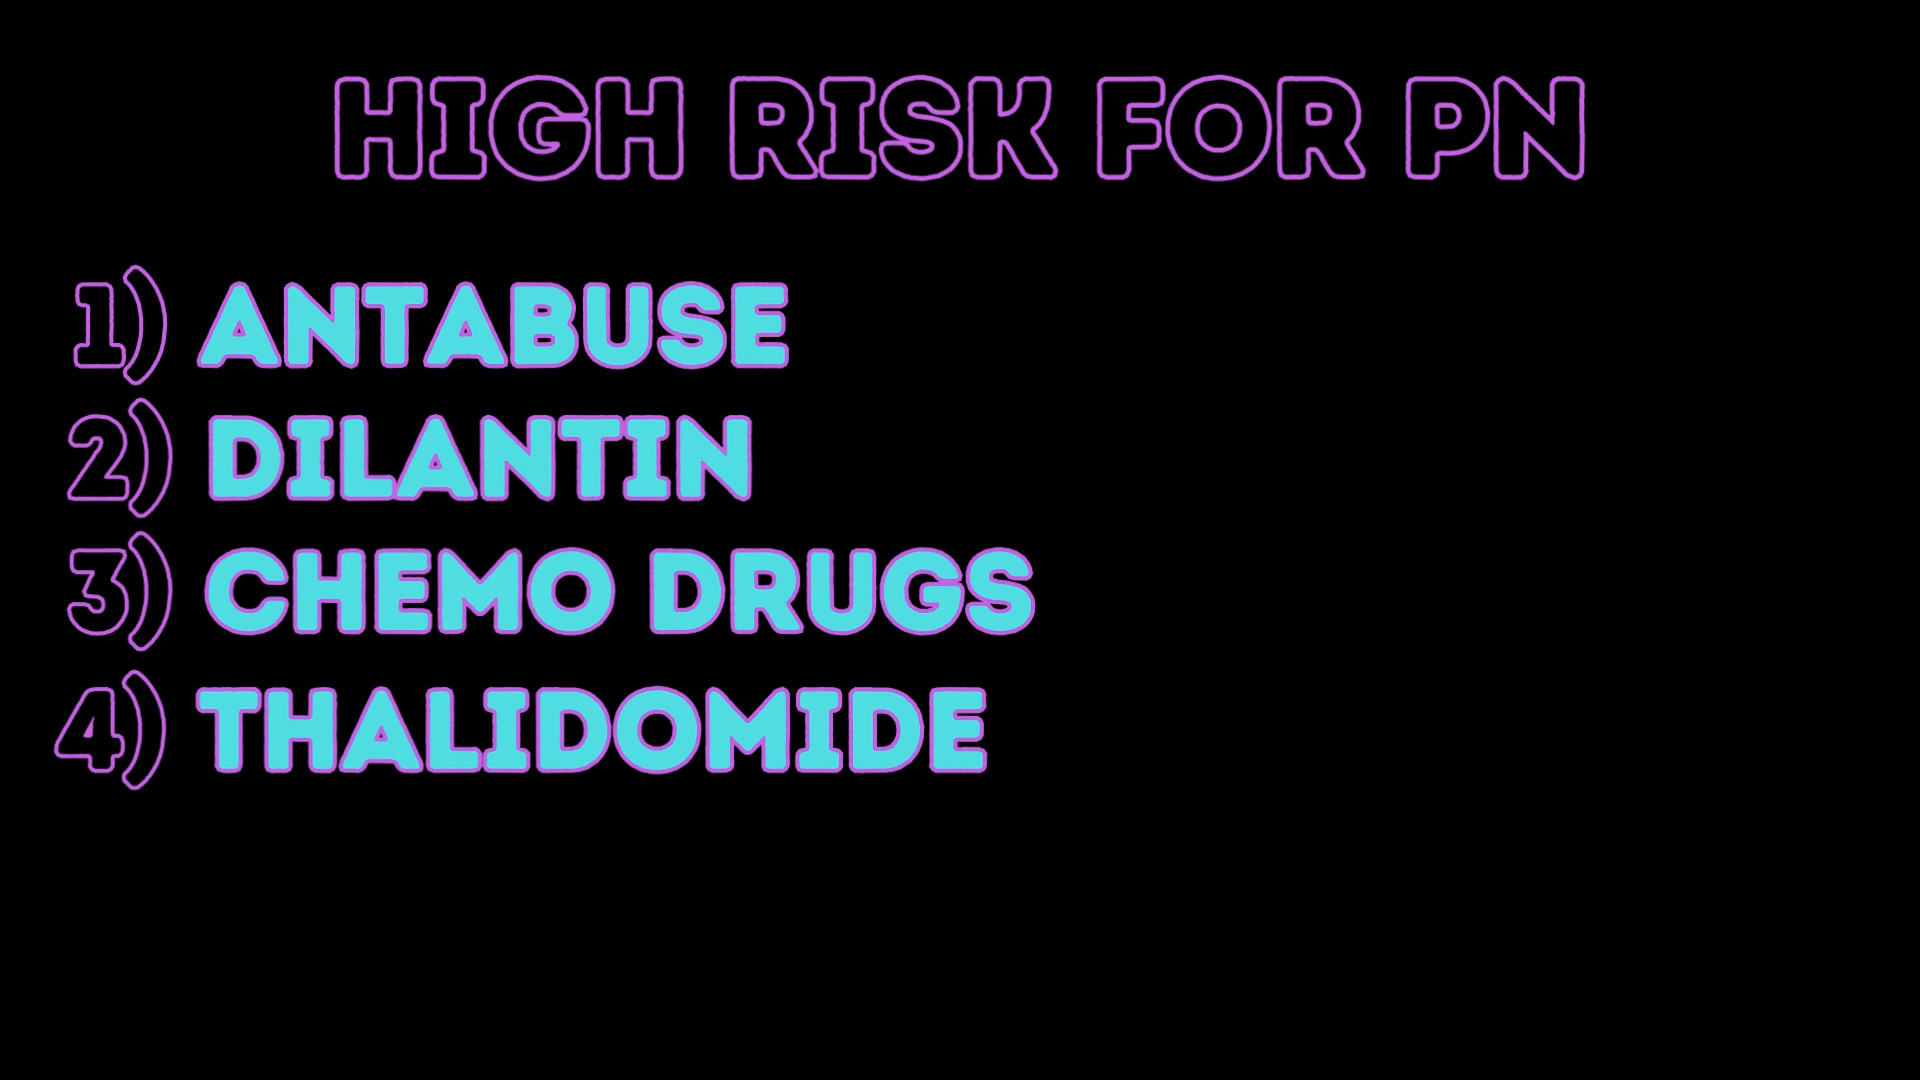 HIGH RISK FOR PN
1) ANTABUSE
2) DILANTIN
3) CHEMO DRUGS
4) THALIDOMIDE